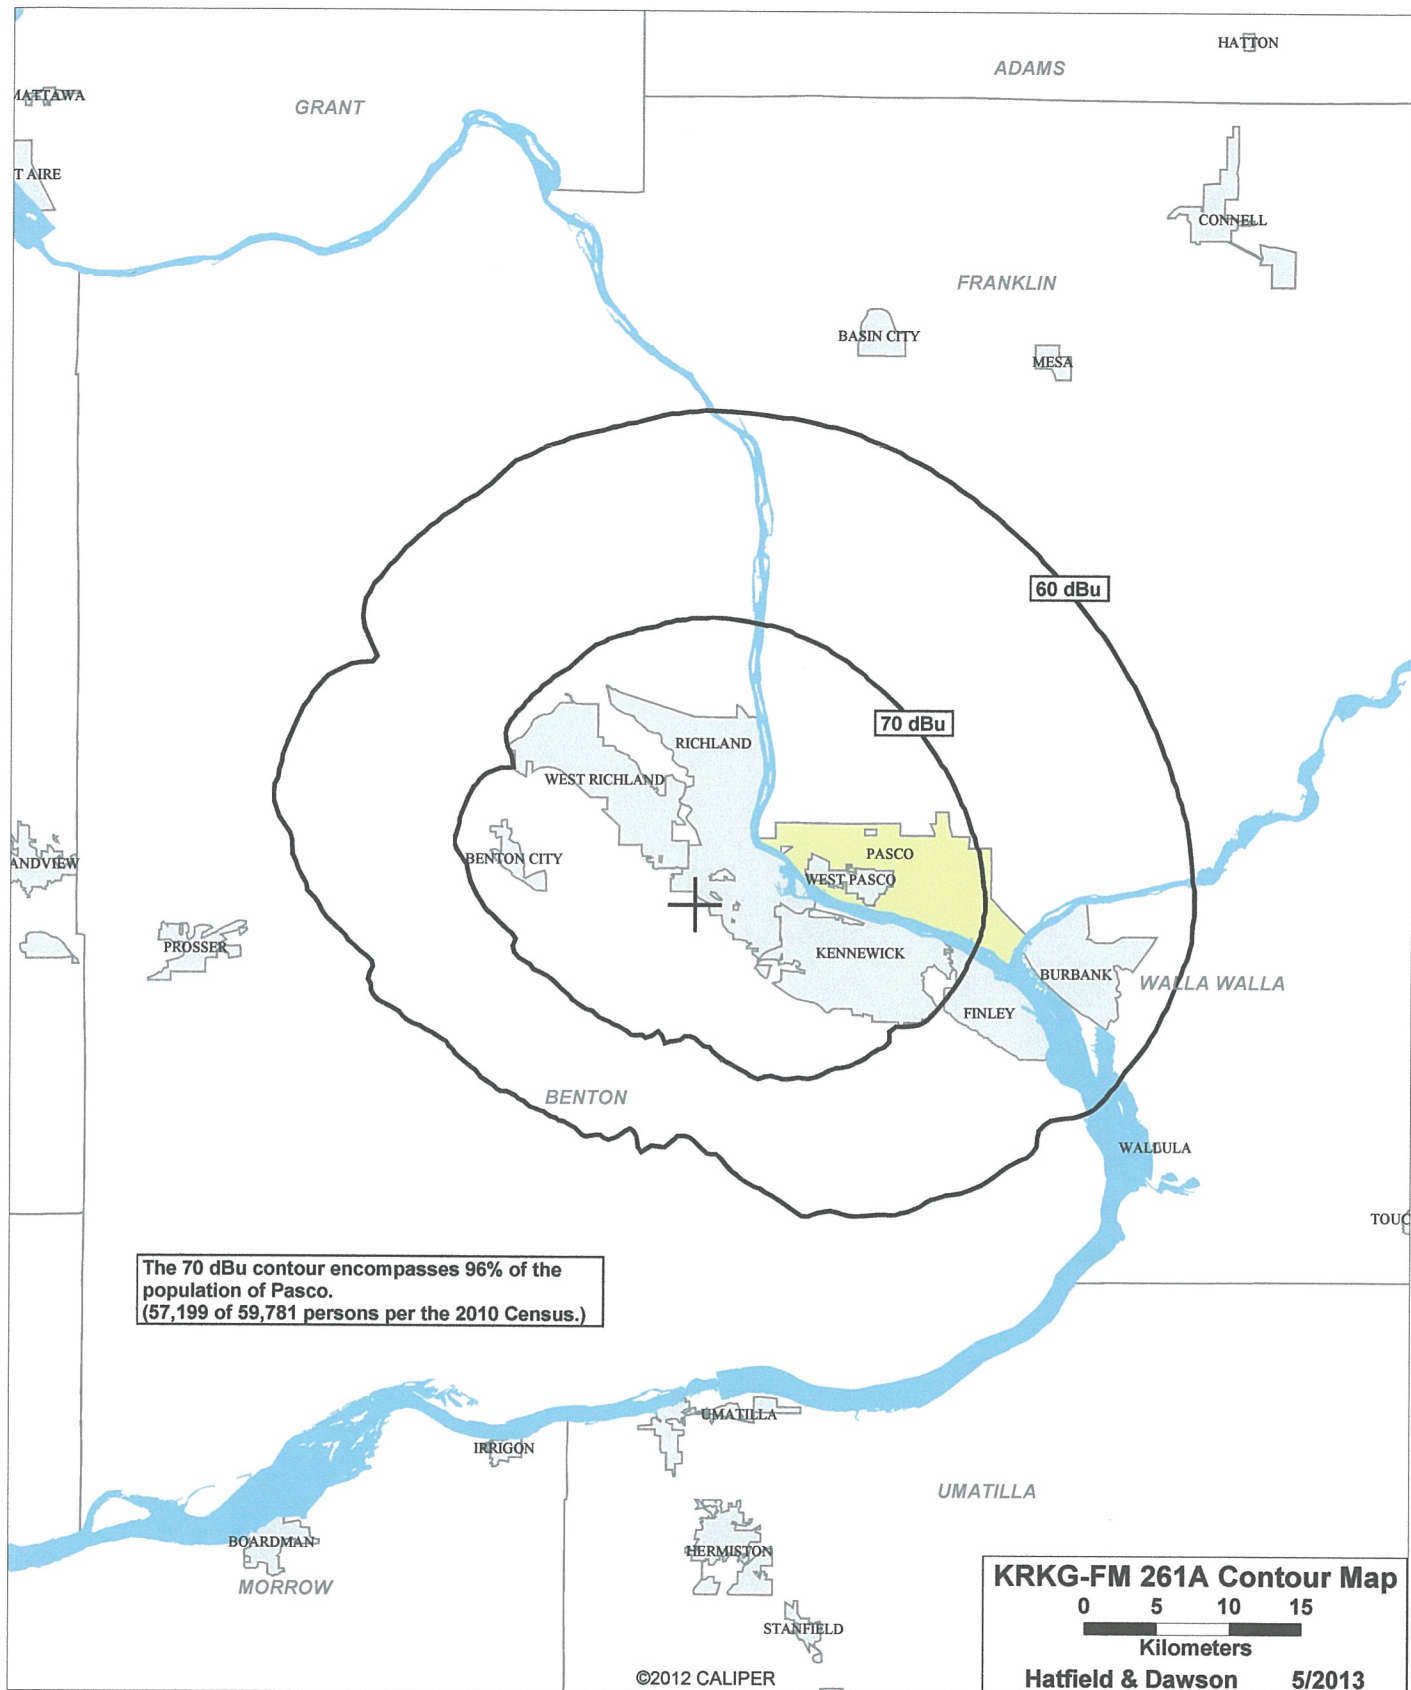 HATTON
ADAMS
MATTAWA
GRANT
T AIRE
CONNELL
FRANKLIN
BASIN CITY
MESA
60 dBu
70 dBu
RICHLAND
WEST RICHLAND
PASCO
BENTON CITY
ANDVIEW
WEST PASCO
PROSSER
KENNEWICK
BURBANK
WALLA WALLA
FINLEY
BENTON
WALLULA
TOUC
The 70 dBu contour encompasses 96% of the
population of Pasco.
(57,199 of 59,781 persons per the 2010 Census.)
UMATILLA
IRRIGON
UMATILLA
BOARDMAN
HERMISTON
MORROW
STANFIELD
KRKG-FM 261A Contour Map
0 5 10 15
Kilometers
Hatfield & Dawson 5/2013
©2012 CALIPER